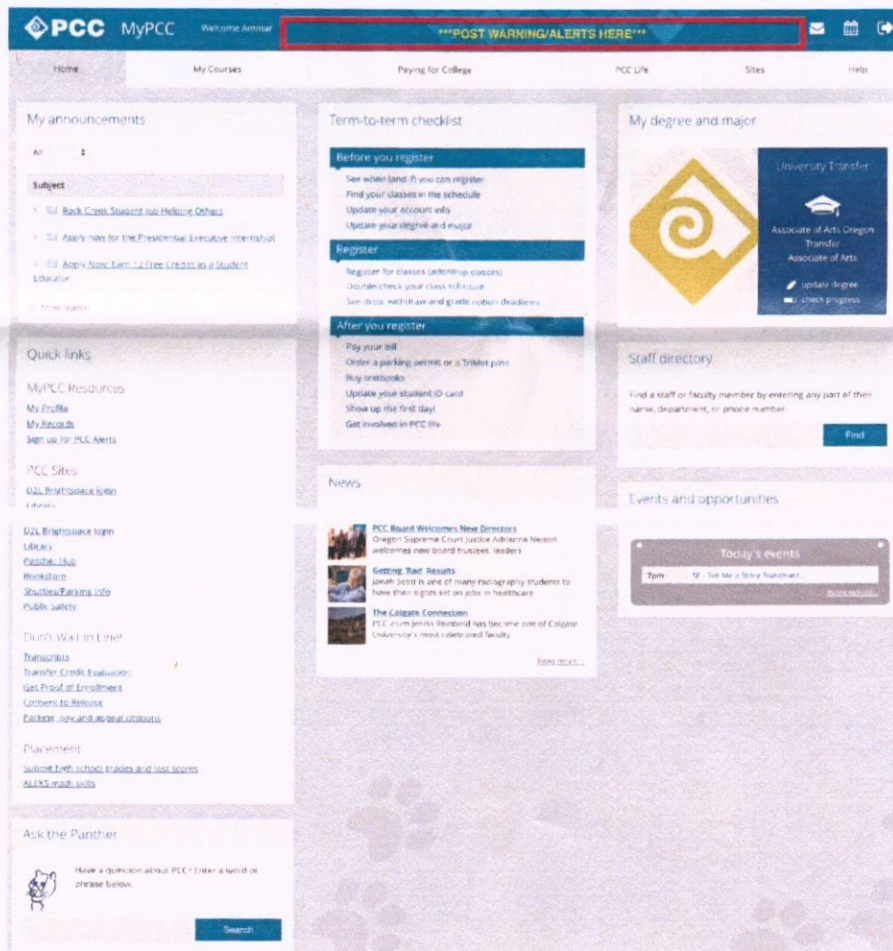 PCC MyPCC Welcome Ammar ***POST WARNING/ALERTS HERE***
Home My Courses Paying for College PCC Life Sites Help
My announcements
All
Subject
Rock Creek Student Job Helping Others
Apply now for the Presidential Executive Internship!
Apply Now: Earn 12 Free Credits as a Student
Educator
Quick links
MyPCC Resources
My Profile
My Records
Sign up for PCC Alerts
PCC Sites
D2L Brightspace login
Library
D2L Brightspace login
Library
Panther Hub
Bookstore
Shuttles/Parking info
Public Safety
Don't Wait in Line!
Transcripts
Transfer Credit Evaluation
Get Proof of Enrollment
Consent to Release
Parking: pay and appeal citations
Placement
Submit high school grades and test scores
ALEKS math skills
Ask the Panther
Have a question about PCC? Enter a word or
phrase below.
Search
Term-to-term checklist
Before you register
See when (and if) you can register
Find your classes in the schedule
Update your account info
Update your degree and major
Register
Register for classes (add/drop classes)
Double-check your class schedule
See drop, withdraw and grade option deadlines
After you register
Pay your bill
Order a parking permit or a TriMet pass
Buy textbooks
Update your student ID card
Show up the first day!
Get involved in PCC life
News
PCC Board Welcomes New Directors
Oregon Supreme Court Justice Adrienne Nelson
welcomes new board trustees, leaders
Getting 'Rad' Results
Jonah Scott is one of many radiography students to
have their sights set on jobs in healthcare
The Colgate Connection
PCC alum Jenna Reinbold has become one of Colgate
University's most celebrated faculty
Read more...
My degree and major
University Transfer
Associate of Arts Oregon
Transfer
Associate of Arts
update degree
check progress
Staff directory
Find a staff or faculty member by entering any part of their
name, department, or phone number.
Find
Events and opportunities
Today's events
7pm SE - Tell Me a Story
more events...